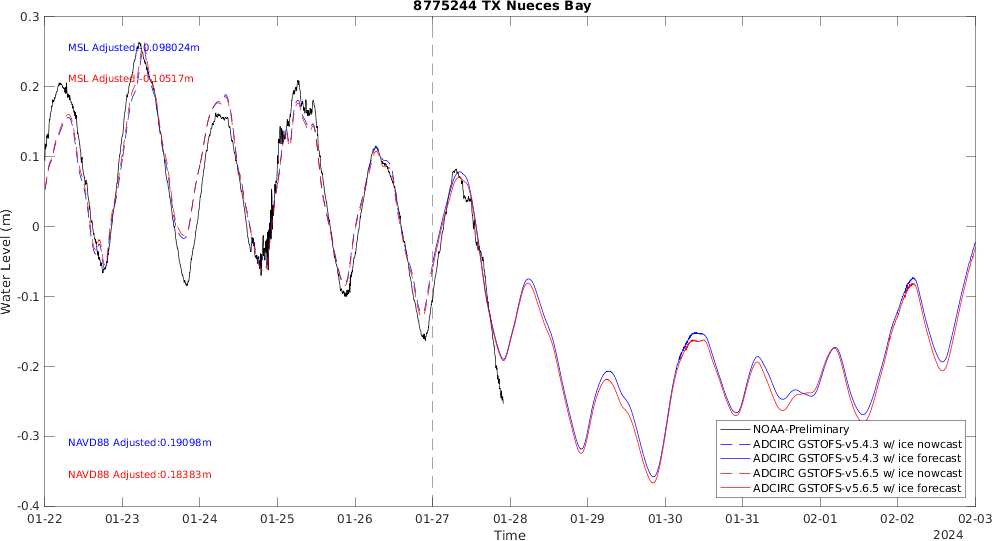 8775244 TX Nueces Bay
0.3
0.2
0.1
0
-0.1
-0.2
-0.3
-0.4
Water Level (m)
MSL Adjusted:-0.098024m
MSL Adjusted:-0.10517m
NAVD88 Adjusted:0.19098m
NAVD88 Adjusted:0.18383m
NOAA-Preliminary
ADCIRC GSTOFS-v5.4.3 w/ ice nowcast
ADCIRC GSTOFS-v5.4.3 w/ ice forecast
ADCIRC GSTOFS-v5.6.5 w/ ice nowcast
ADCIRC GSTOFS-v5.6.5 w/ ice forecast
01-22 01-23 01-24 01-25 01-26 01-27 01-28 01-29 01-30 01-31 02-01 02-02 02-03
Time
2024